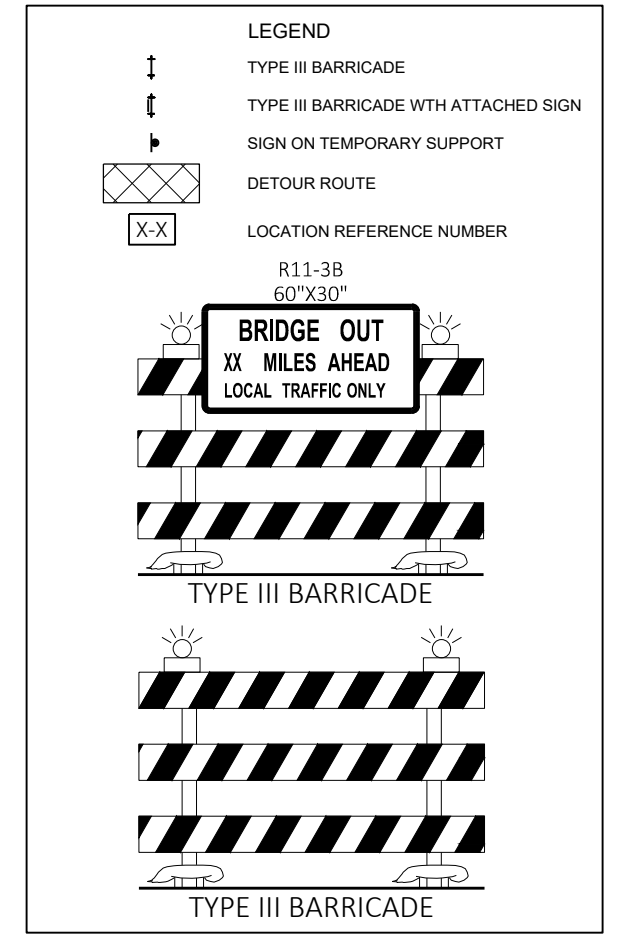 LEGEND
TYPE III BARRICADE
TYPE III BARRICADE WTH ATTACHED SIGN
SIGN ON TEMPORARY SUPPORT
DETOUR ROUTE
X-X LOCATION REFERENCE NUMBER
R11-3B
60"X30"
BRIDGE OUT
XX MILES AHEAD
LOCAL TRAFFIC ONLY
TYPE III BARRICADE
TYPE III BARRICADE